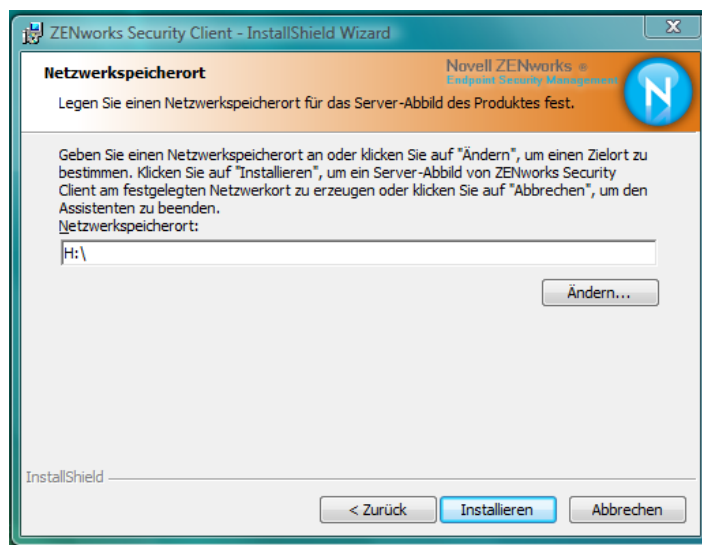 ZENworks Security Client - InstallShield Wizard
Netzwerkspeicherort
Novell ZENworks ®
Endpoint Security Management
Legen Sie einen Netzwerkspeicherort für das Server-Abbild des Produktes fest.
N
Geben Sie einen Netzwerkspeicherort an oder klicken Sie auf "Ändern", um einen Zielort zu
bestimmen. Klicken Sie auf "Installieren", um ein Server-Abbild von ZENworks Security
Client am festgelegten Netzwerkort zu erzeugen oder klicken Sie auf "Abbrechen", um den
Assistenten zu beenden.
Netzwerkspeicherort:
H:\
Ändern...
InstallShield
< Zurück
Installieren
Abbrechen